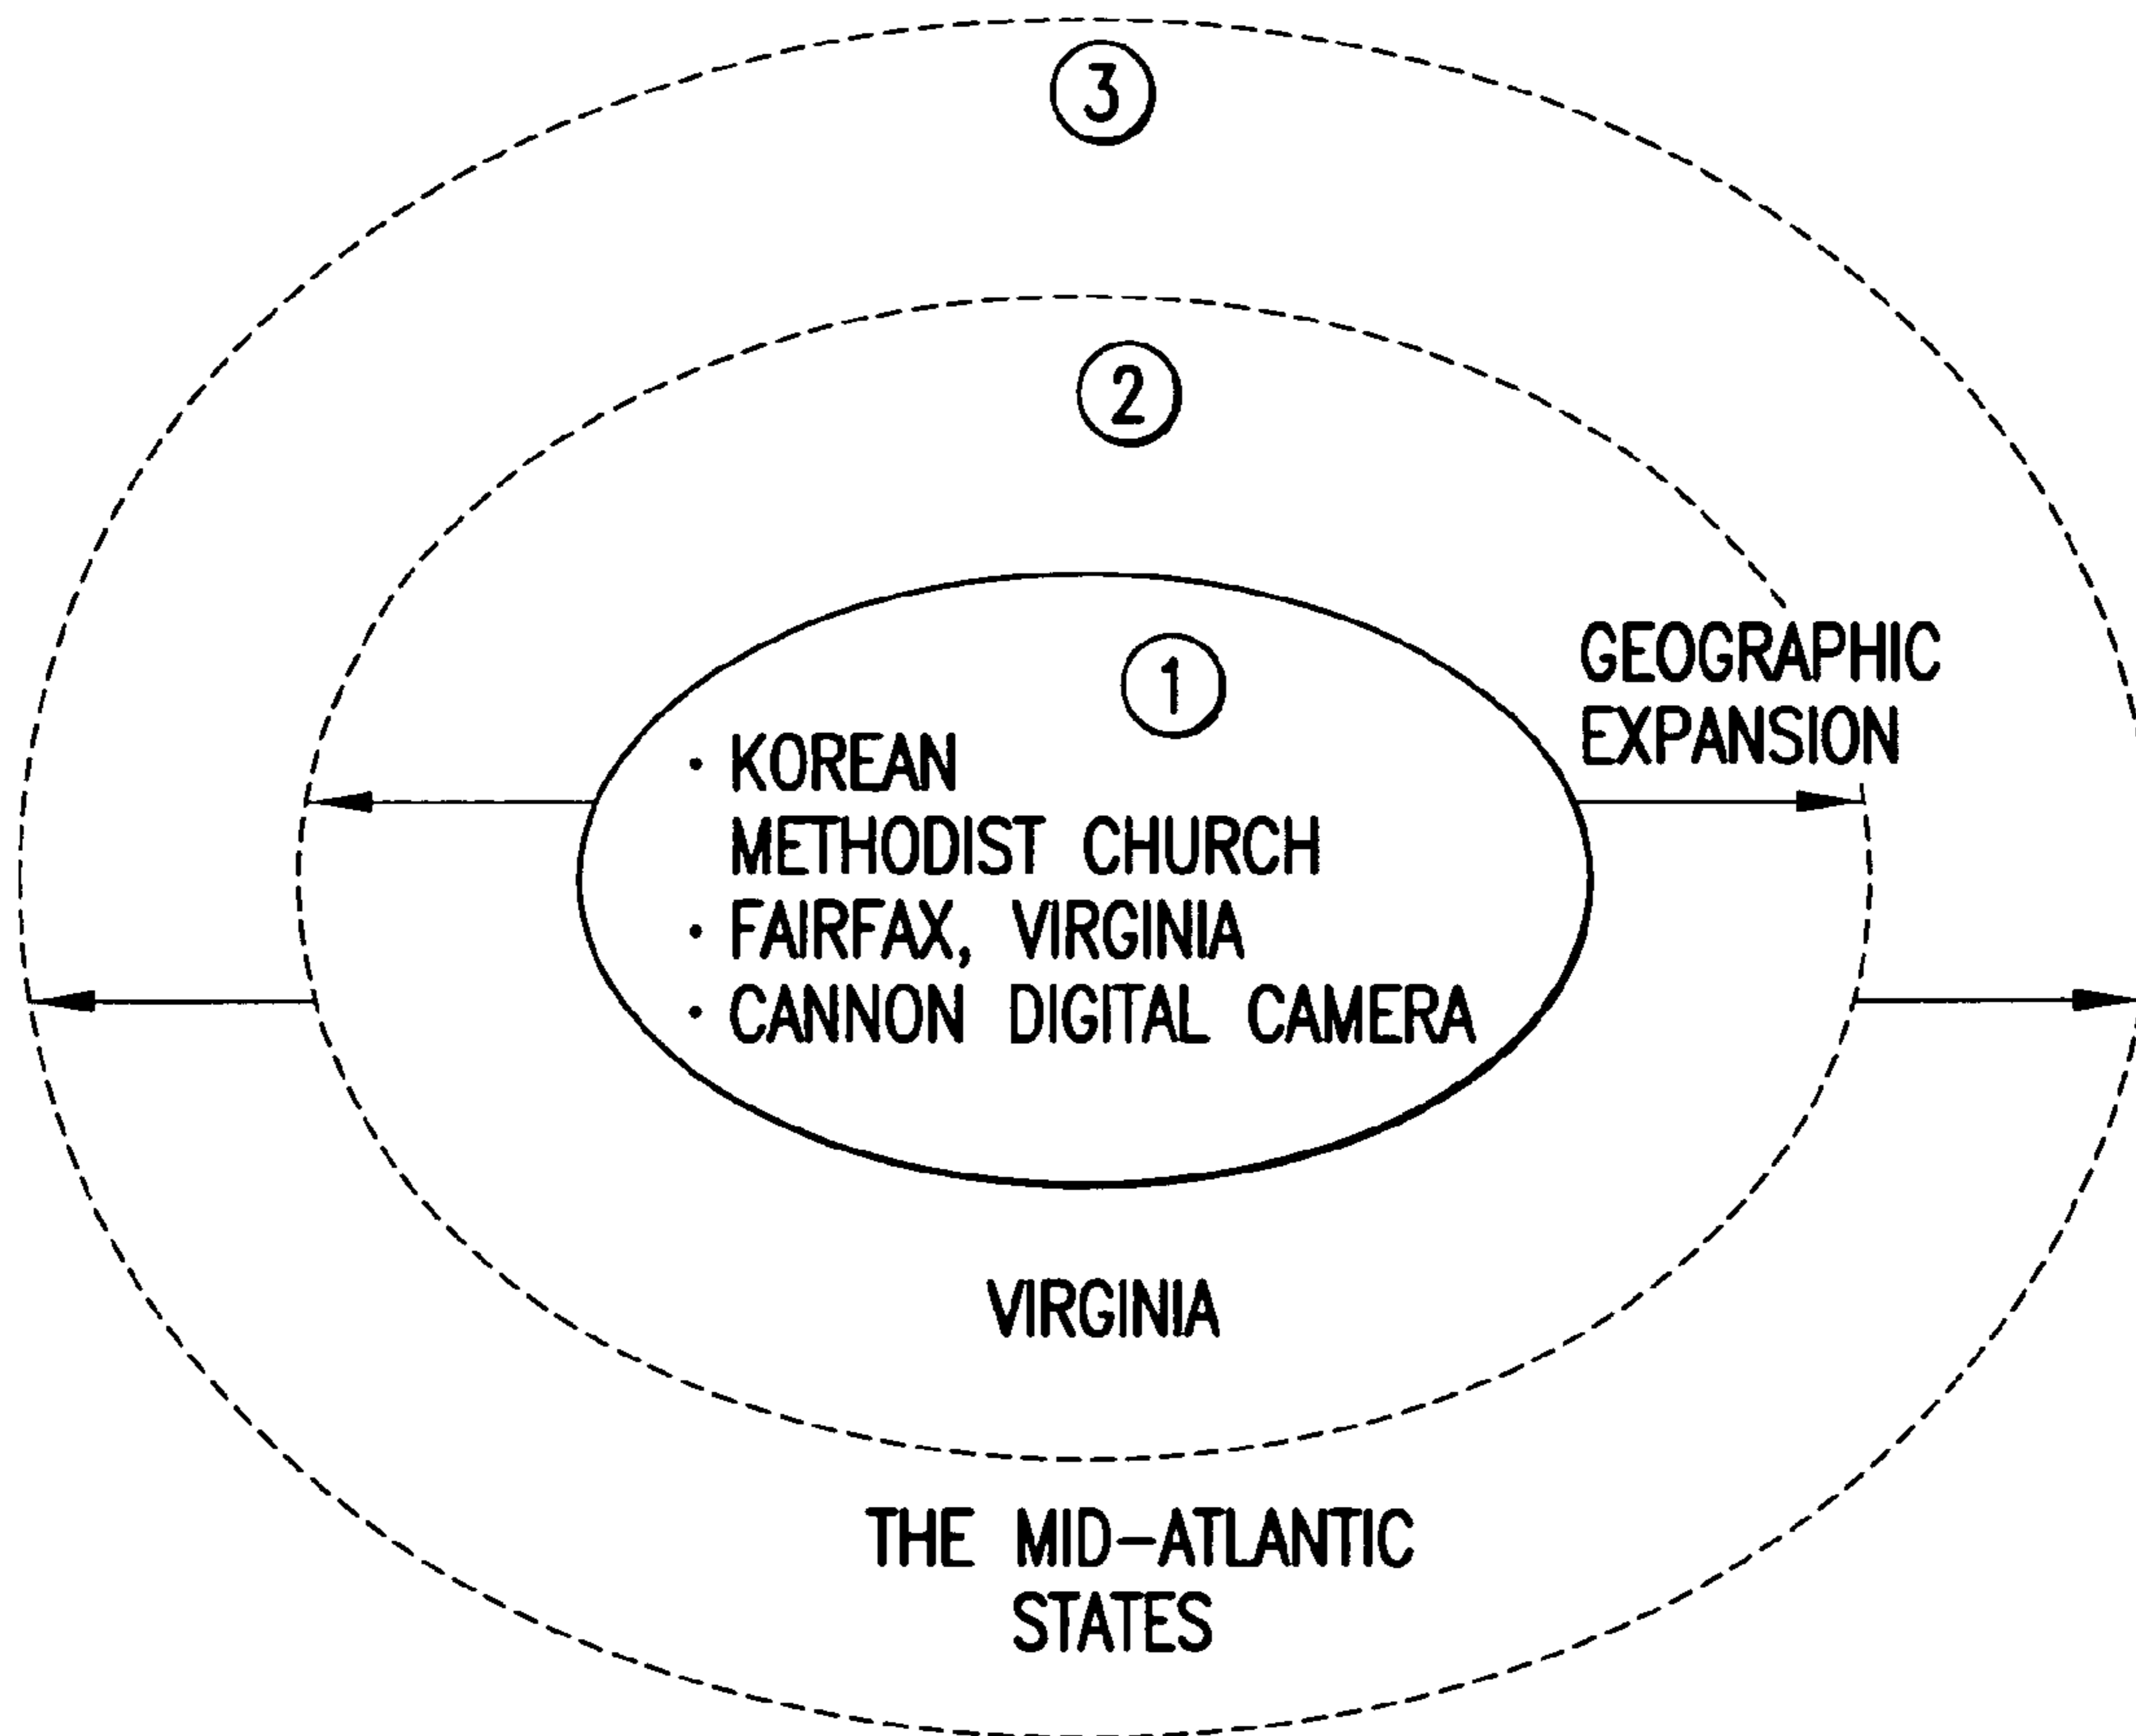 3
2
1
GEOGRAPHIC
EXPANSION
• KOREAN
METHODIST CHURCH
• FAIRFAX, VIRGINIA
• CANNON DIGITAL CAMERA
VIRGINIA
THE MID-ATLANTIC
STATES